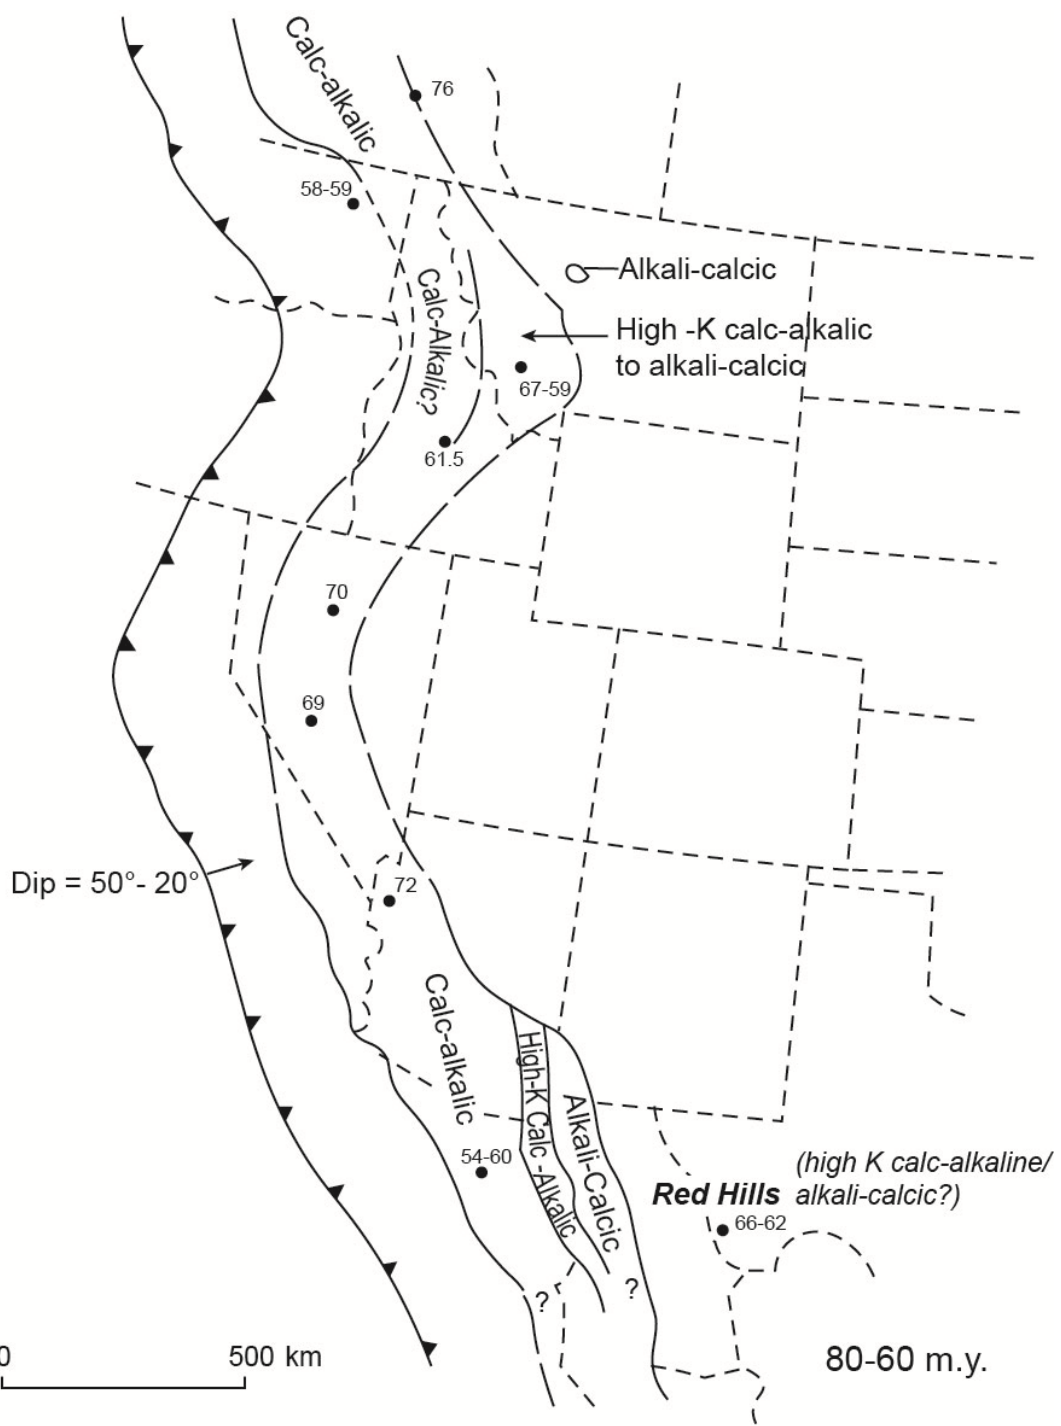 Calc-alkalic
76
58-59
Alkali-calcic
Calc-Alkalic?
High -K calc-alkalic
to alkali-calcic
67-59
61.5
70
69
Dip = 50°- 20°
72
Calc-alkalic
High-K Calc -Alkalic
Alkali-Calcic
54-60
(high K calc-alkaline/
Red Hills alkali-calcic?)
66-62
?
?
0 500 km
80-60 m.y.